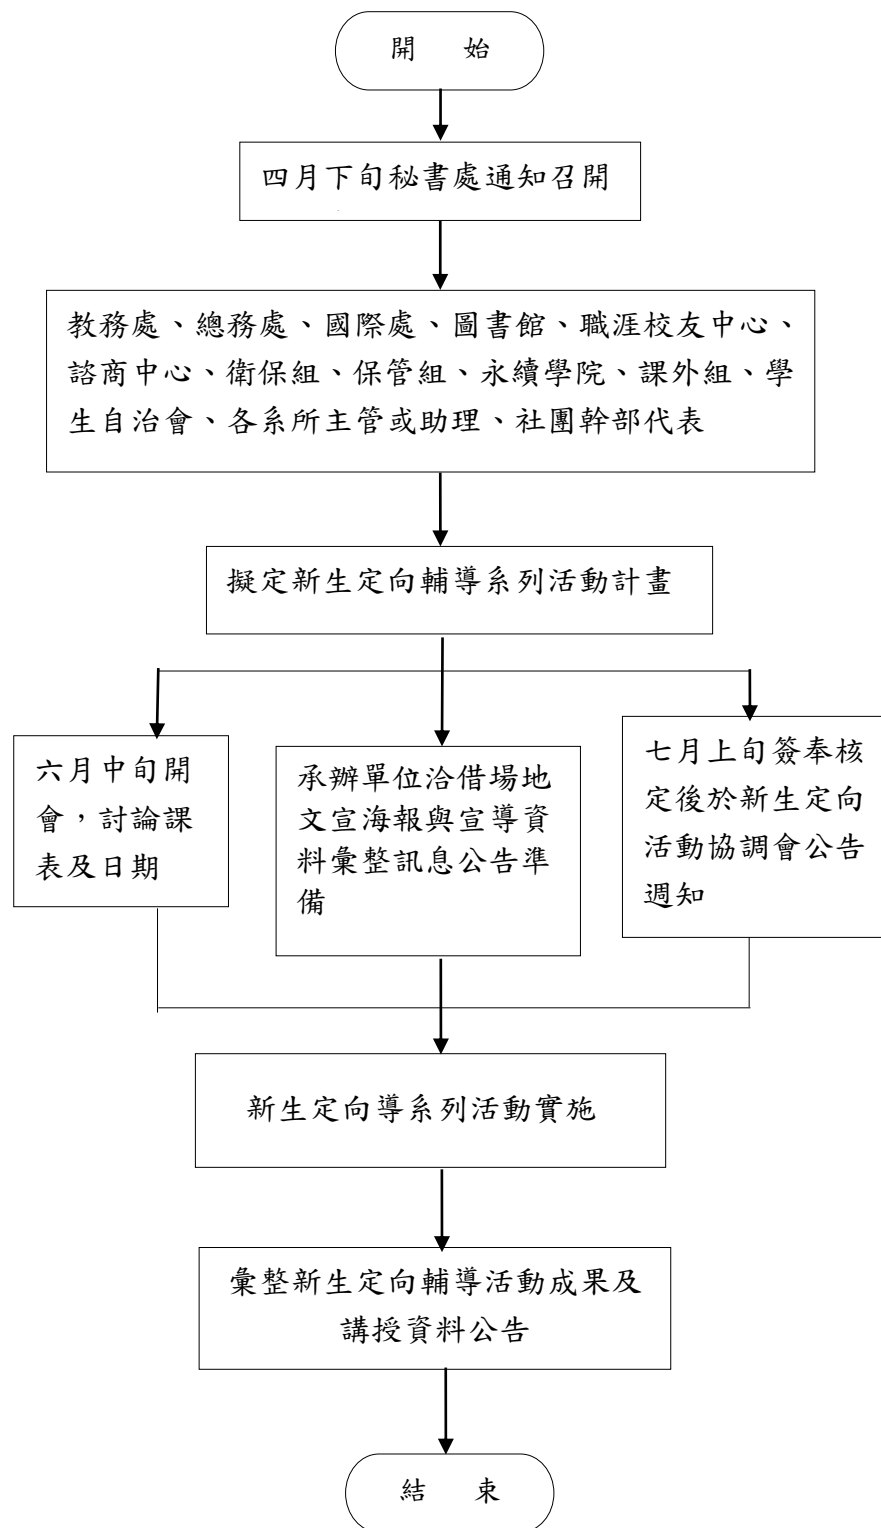 開 始
四月下旬秘書處通知召開
教務處、總務處、國際處、圖書館、職涯校友中心、
諮商中心、衛保組、保管組、永續學院、課外組、學
生自治會、各系所主管或助理、社團幹部代表
擬定新生定向輔導系列活動計畫
六月中旬開
會，討論課
表及日期
承辦單位洽借場地
文宣海報與宣導資
料彙整訊息公告準
備
七月上旬簽奉核
定後於新生定向
活動協調會公告
週知
新生定向導系列活動實施
彙整新生定向輔導活動成果及
講授資料公告
結 束